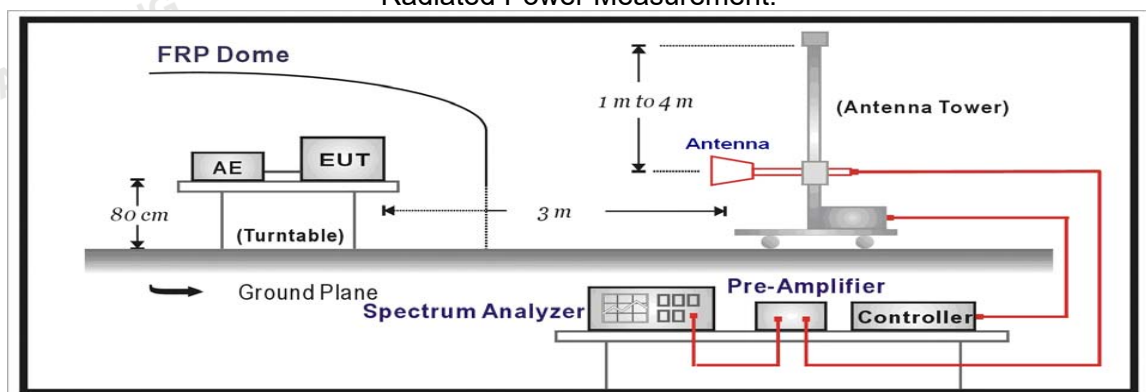 Radiated Power Measurement:
FRP Dome
1 m to 4 m
(Antenna Tower)
Antenna
AE
EUT
80 cm
3 m
(Turntable)
Ground Plane
Spectrum Analyzer
Pre-Amplifier
Controller